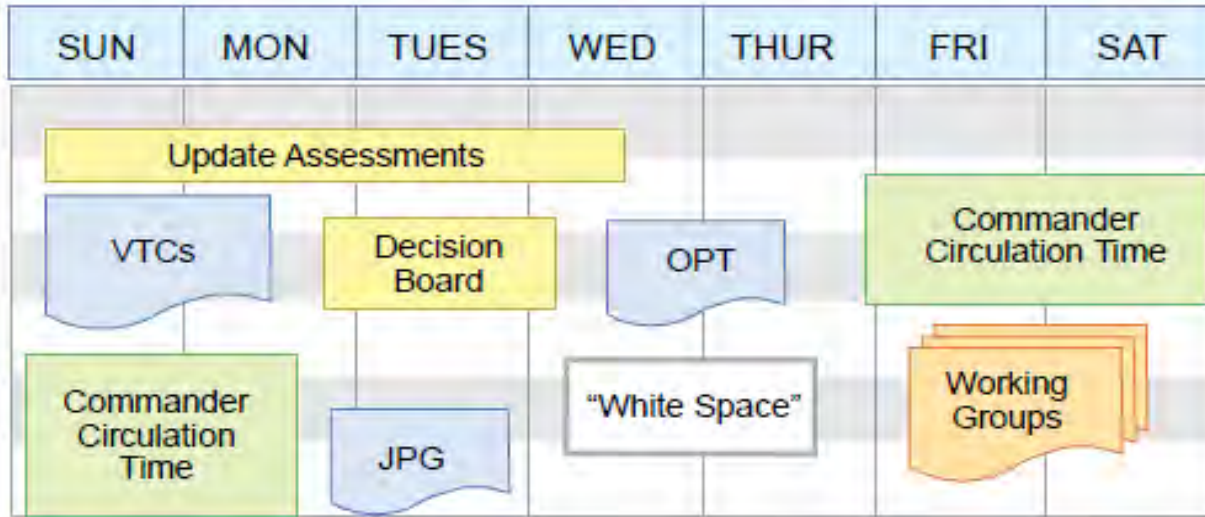 SUN MON TUES WED THUR FRI SAT
Update Assessments
VTCs
Decision
Board
OPT
Commander
Circulation Time
Commander
Circulation
Time
JPG
“White Space”
Working
Groups